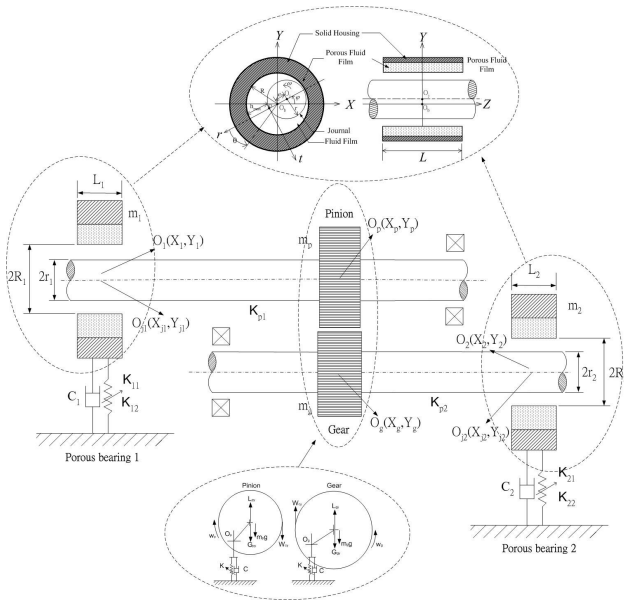 Y
Y
Solid Housing
Porous Fluid
Film
Porous Fluid
Film
R
X
Z
r
θ
t
Journal
Fluid Film
L
L1
m1
2R1
2r1
O1(X1,Y1)
Oj1(Xj1,Yj1)
C1
K11
K12
Porous bearing 1
Pinion
mp
Op(Xp,Yp)
Kp1
Kp2
Gear
Og(Xg,Yg)
L2
m2
O2(X2,Y2)
2r2
2R
Oj2(Xj2,Yj2)
C2
K21
K22
Porous bearing 2
Pinion
Gear
K
C
K
C